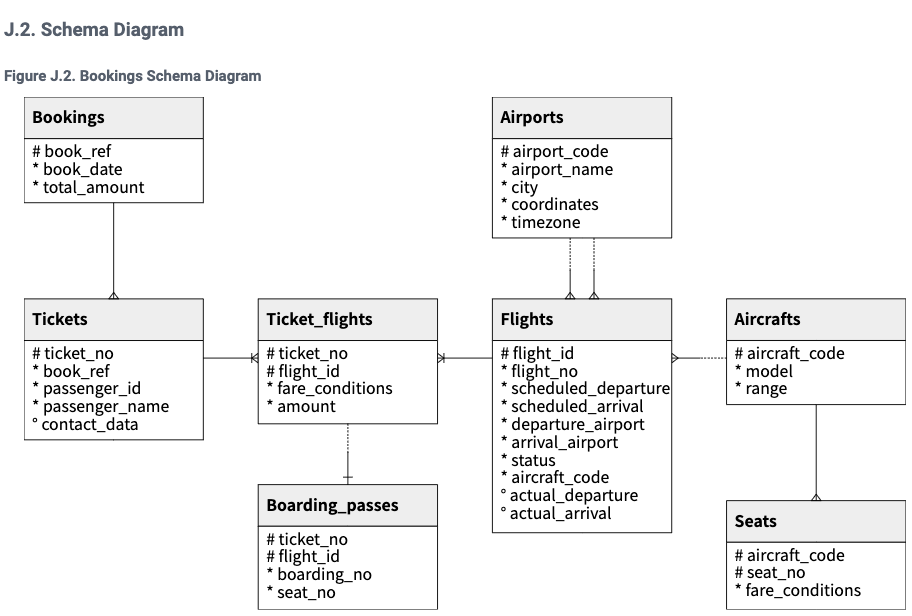 J.2. Schema Diagram
Figure J.2. Bookings Schema Diagram
Bookings
# book_ref
* book_date
* total_amount
Airports
# airport_code
* airport_name
* city
* coordinates
* timezone
Tickets
# ticket_no
* book_ref
* passenger_id
* passenger_name
° contact_data
Ticket_flights
# ticket_no
# flight_id
* fare_conditions
* amount
Flights
# flight_id
* flight_no
* scheduled_departure
* scheduled_arrival
* departure_airport
* arrival_airport
* status
* aircraft_code
° actual_departure
° actual_arrival
Aircrafts
# aircraft_code
* model
* range
Boarding_passes
# ticket_no
# flight_id
* boarding_no
* seat_no
Seats
# aircraft_code
# seat_no
* fare_conditions